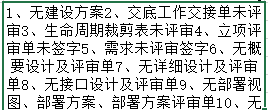 1、无建设方案2、交底工作交接单未评
审3、生命周期裁剪表未评审4、立项评
审单未签字5、需求未评审签字6、无概
要设计及评审单7、无详细设计及评审
单8、无接口设计及评审单9、无部署视
图、部署方案、部署方案评审单10、无